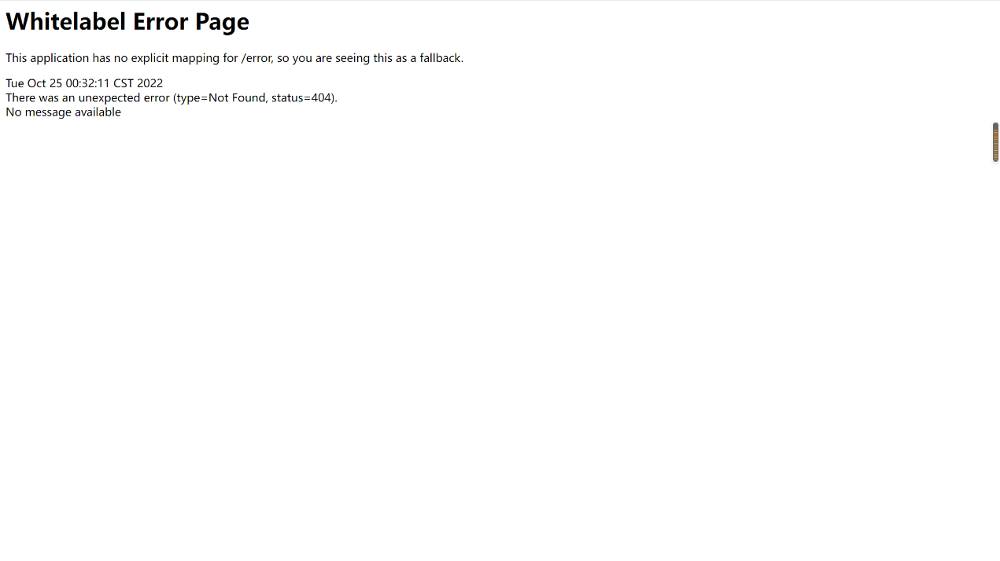 Whitelabel Error Page
This application has no explicit mapping for /error, so you are seeing this as a fallback.
Tue Oct 25 00:32:11 CST 2022
There was an unexpected error (type=Not Found, status=404).
No message available